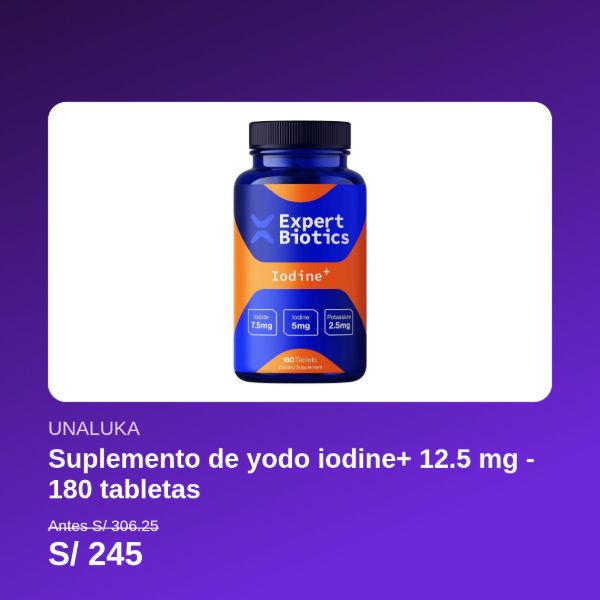 Expert
Biotics
Iodine+
Iodide
7.5mg
Iodine
5mg
Potassium
2.5mg
180 Tablets
Dietary Supplement
UNALUKA
Suplemento de yodo iodine+ 12.5 mg -
180 tabletas
Antes S/ 306.25
S/ 245